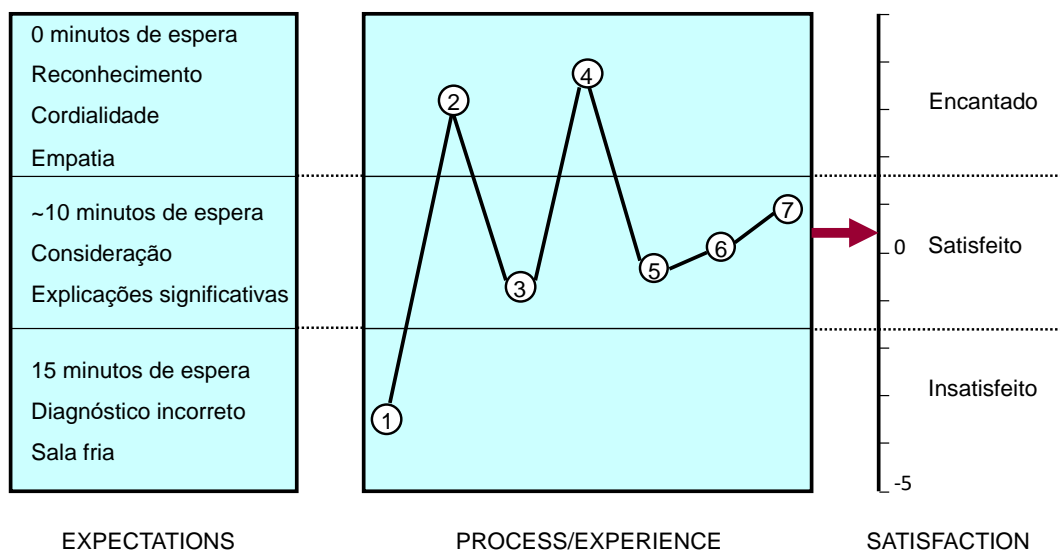 0 minutos de espera
Reconhecimento
Cordialidade
Empatia
~10 minutos de espera
Consideração
Explicações significativas
15 minutos de espera
Diagnóstico incorreto
Sala fria
1
2
3
4
5
6
7
Encantado
0
Satisfeito
Insatisfeito
-5
EXPECTATIONS
PROCESS/EXPERIENCE
SATISFACTION